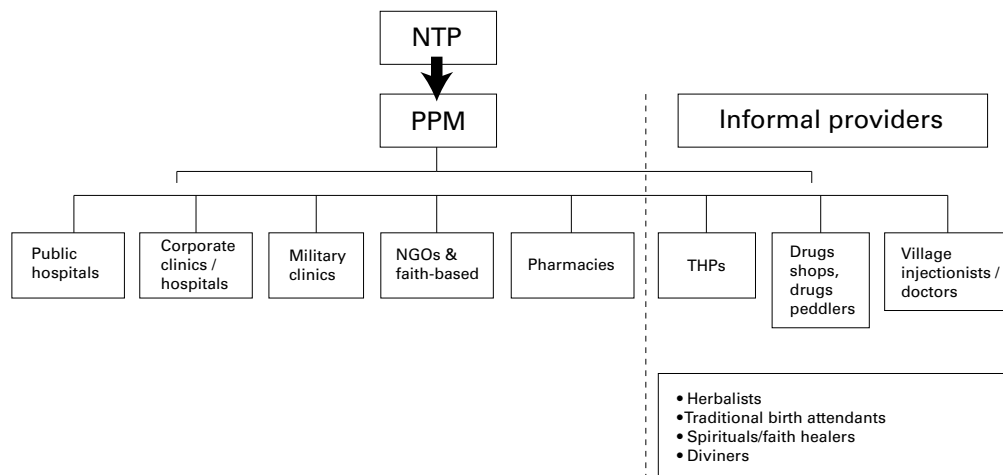 NTP
PPM
Informal providers
Public
hospitals
Corporate
clinics /
hospitals
Military
clinics
NGOs &
faith-based
Pharmacies
THPs
Drugs
shops,
drugs
peddlers
Village
injectionists /
doctors
• Herbalists
•Traditional birth attendants
• Spirituals/faith healers
• Diviners